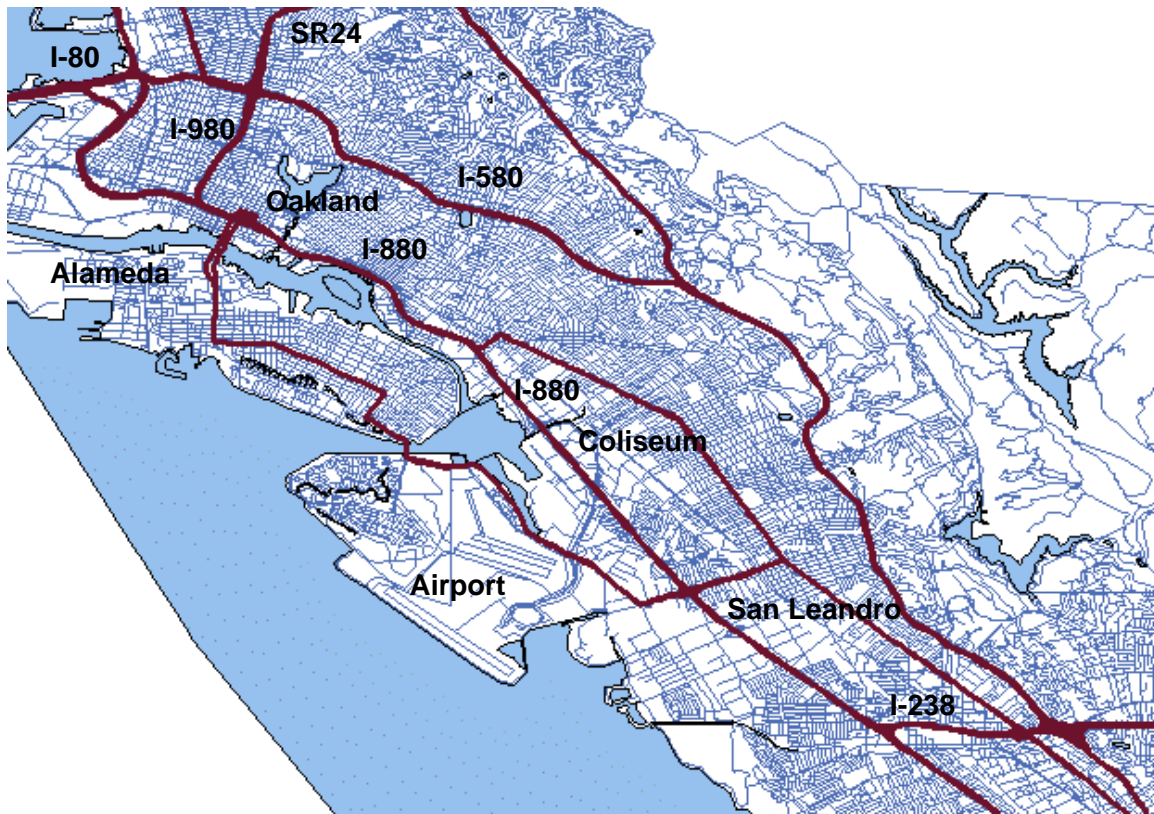 SR24
I-80
I-980
I-580
Oakland
I-880
Alameda
I-880
Coliseum
Airport
San Leandro
I-238